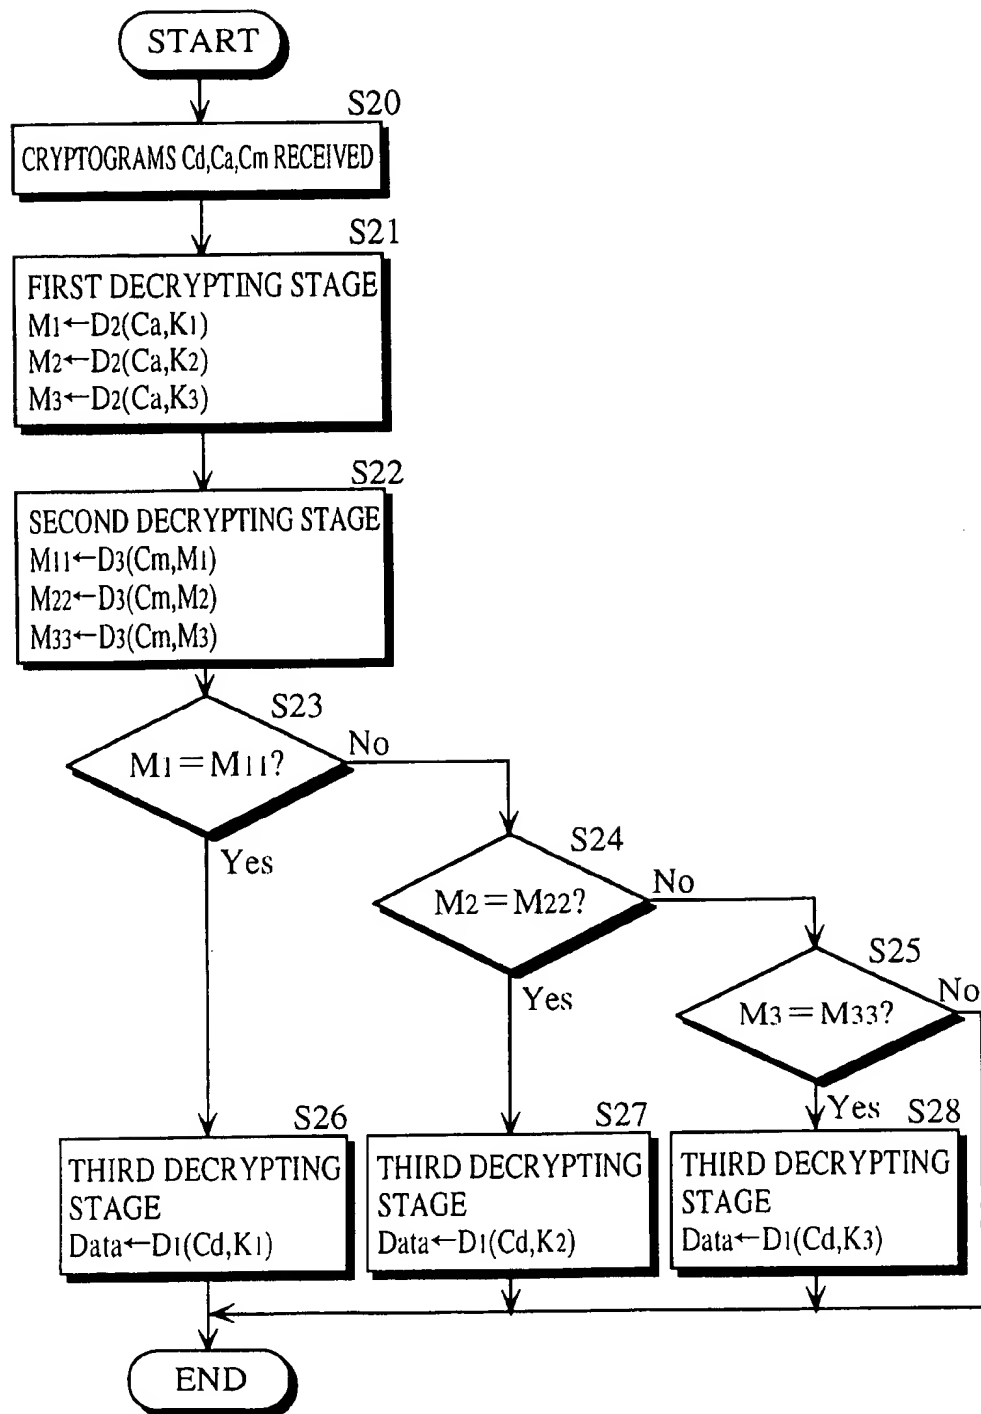 START
S20
CRYPTOGRAMS Cd,Ca,Cm RECEIVED
S21
FIRST DECRYPTING STAGE
M1←D2(Ca,K1)
M2←D2(Ca,K2)
M3←D2(Ca,K3)
S22
SECOND DECRYPTING STAGE
M11←D3(Cm,M1)
M22←D3(Cm,M2)
M33←D3(Cm,M3)
S23
M1=M11?
No
Yes
S24
M2=M22?
No
Yes
S25
M3=M33?
No
Yes
S26
THIRD DECRYPTING
STAGE
Data←D1(Cd,K1)
S27
THIRD DECRYPTING
STAGE
Data←D1(Cd,K2)
S28
THIRD DECRYPTING
STAGE
Data←D1(Cd,K3)
END